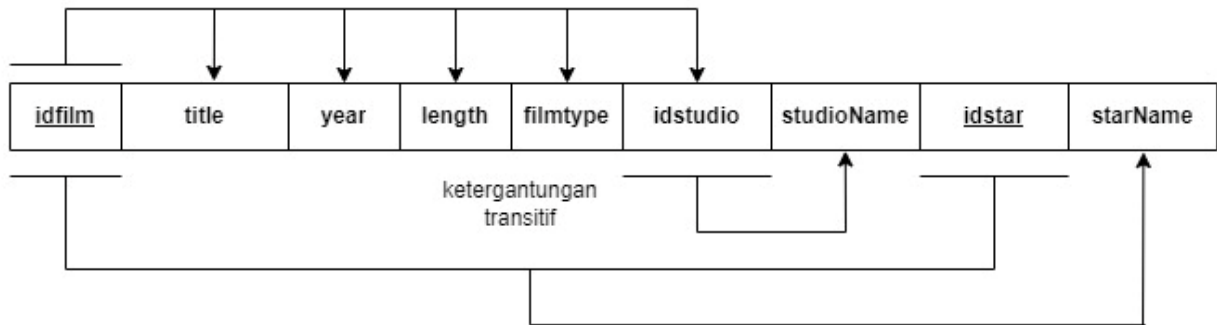 idfilm title year length filmtype idstudio studioName idstar starName
ketergantungan
transitif